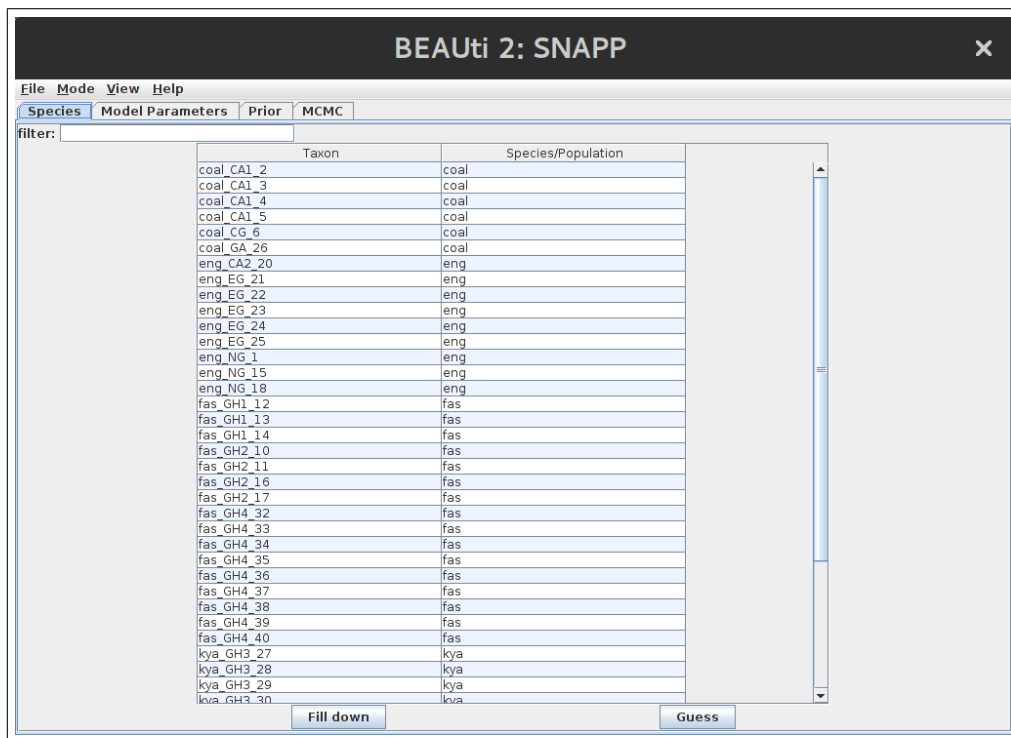 BEAUti 2: SNAPP ×
File Mode View Help
Species Model Parameters Prior MCMC
filter:
Taxon Species/Population
coal_CA1_2 coal
coal_CA1_3 coal
coal_CA1_4 coal
coal_CA1_5 coal
coal_CG_6 coal
coal_GA_26 coal
eng_CA2_20 eng
eng_EG_21 eng
eng_EG_22 eng
eng_EG_23 eng
eng_EG_24 eng
eng_EG_25 eng
eng_NG_1 eng
eng_NG_15 eng
eng_NG_18 eng
fas_GH1_12 fas
fas_GH1_13 fas
fas_GH1_14 fas
fas_GH2_10 fas
fas_GH2_11 fas
fas_GH2_16 fas
fas_GH2_17 fas
fas_GH4_32 fas
fas_GH4_33 fas
fas_GH4_34 fas
fas_GH4_35 fas
fas_GH4_36 fas
fas_GH4_37 fas
fas_GH4_38 fas
fas_GH4_39 fas
fas_GH4_40 fas
kya_GH3_27 kya
kya_GH3_28 kya
kya_GH3_29 kya
kya_GH3_30 kya
Fill down Guess